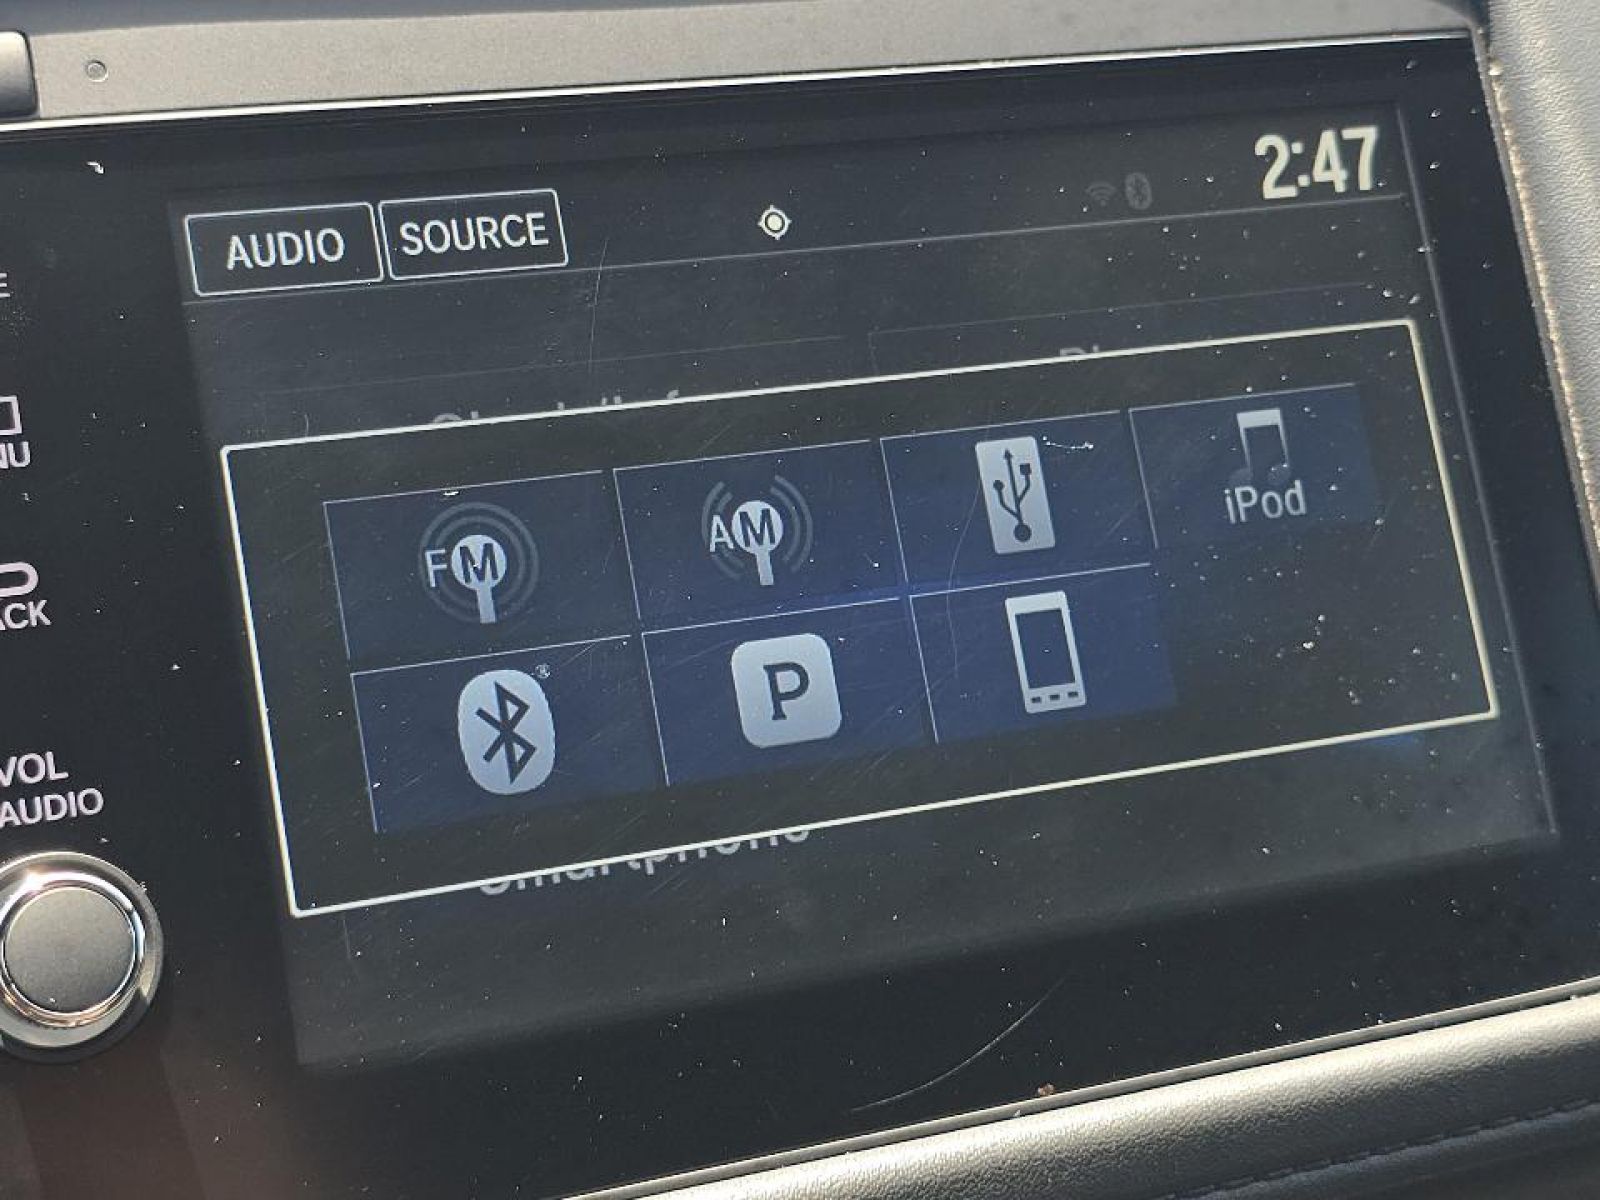 AUDIO SOURCE 2:47
FM AM iPod
P
VOL
AUDIO